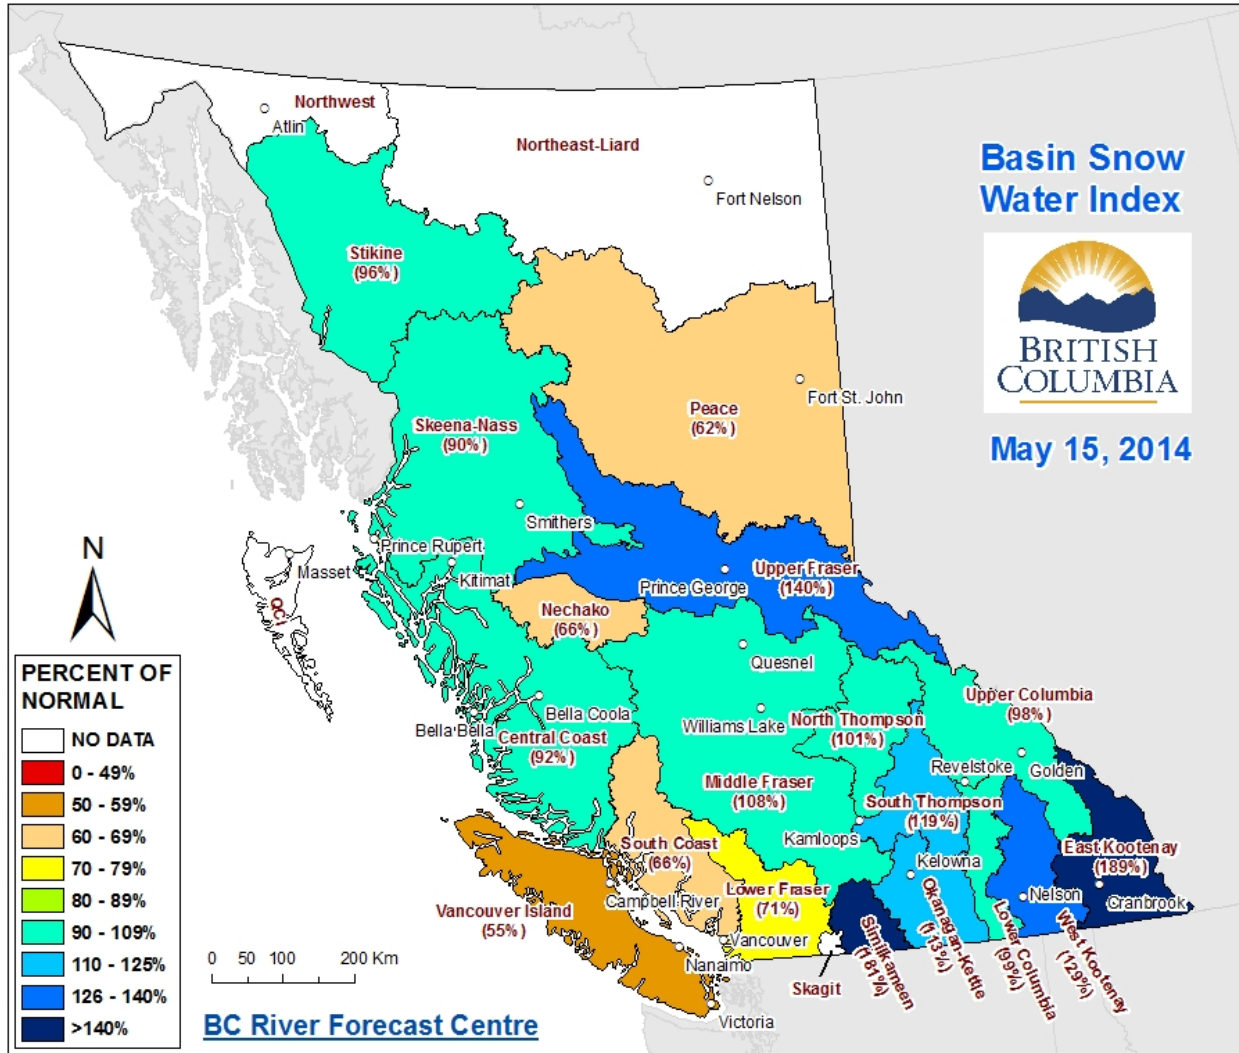 Northwest
Atlin
Northeast-Liard
Fort Nelson
Basin Snow
Water Index
BRITISH
COLUMBIA
May 15, 2014
Stikine
(96%)
Fort St. John
Peace
(62%)
Skeena-Nass
(90%)
Smithers
Prince Rupert
Kitimat
Masset
QCI
Upper Fraser
(140%)
Prince George
Nechako
(66%)
Quesnel
Bella Coola
Bella Bella
Central Coast
(92%)
Williams Lake
North Thompson
(101%)
Upper Columbia
(98%)
Revelstoke
Golden
Middle Fraser
(108%)
South Thompson
(119%)
Kamloops
Kelowna
East Kootenay
(189%)
Cranbrook
Nelson
South Coast
(66%)
Lower Fraser
(71%)
Campbell River
Vancouver Island
(55%)
Vancouver
Nanaimo
Victoria
Skagit
Similkameen
(181%)
Okanagan-Kettle
(113%)
Lower Columbia
(99%)
West Kootenay
(129%)
N
PERCENT OF
NORMAL
NO DATA
0 - 49%
50 - 59%
60 - 69%
70 - 79%
80 - 89%
90 - 109%
110 - 125%
126 - 140%
>140%
0 50 100 200 Km
BC River Forecast Centre